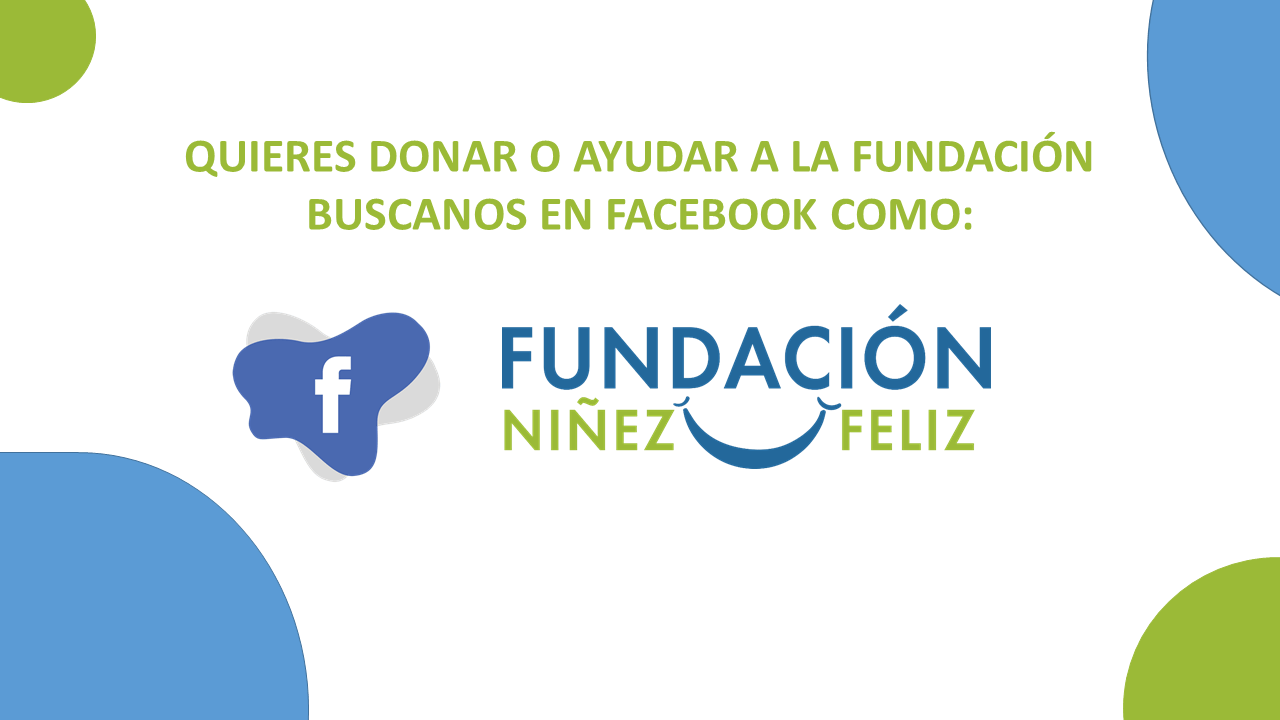 QUIERES DONAR O AYUDAR A LA FUNDACIÓN
BUSCANOS EN FACEBOOK COMO:
f
FUNDACIÓN
NIÑEZ FELIZ